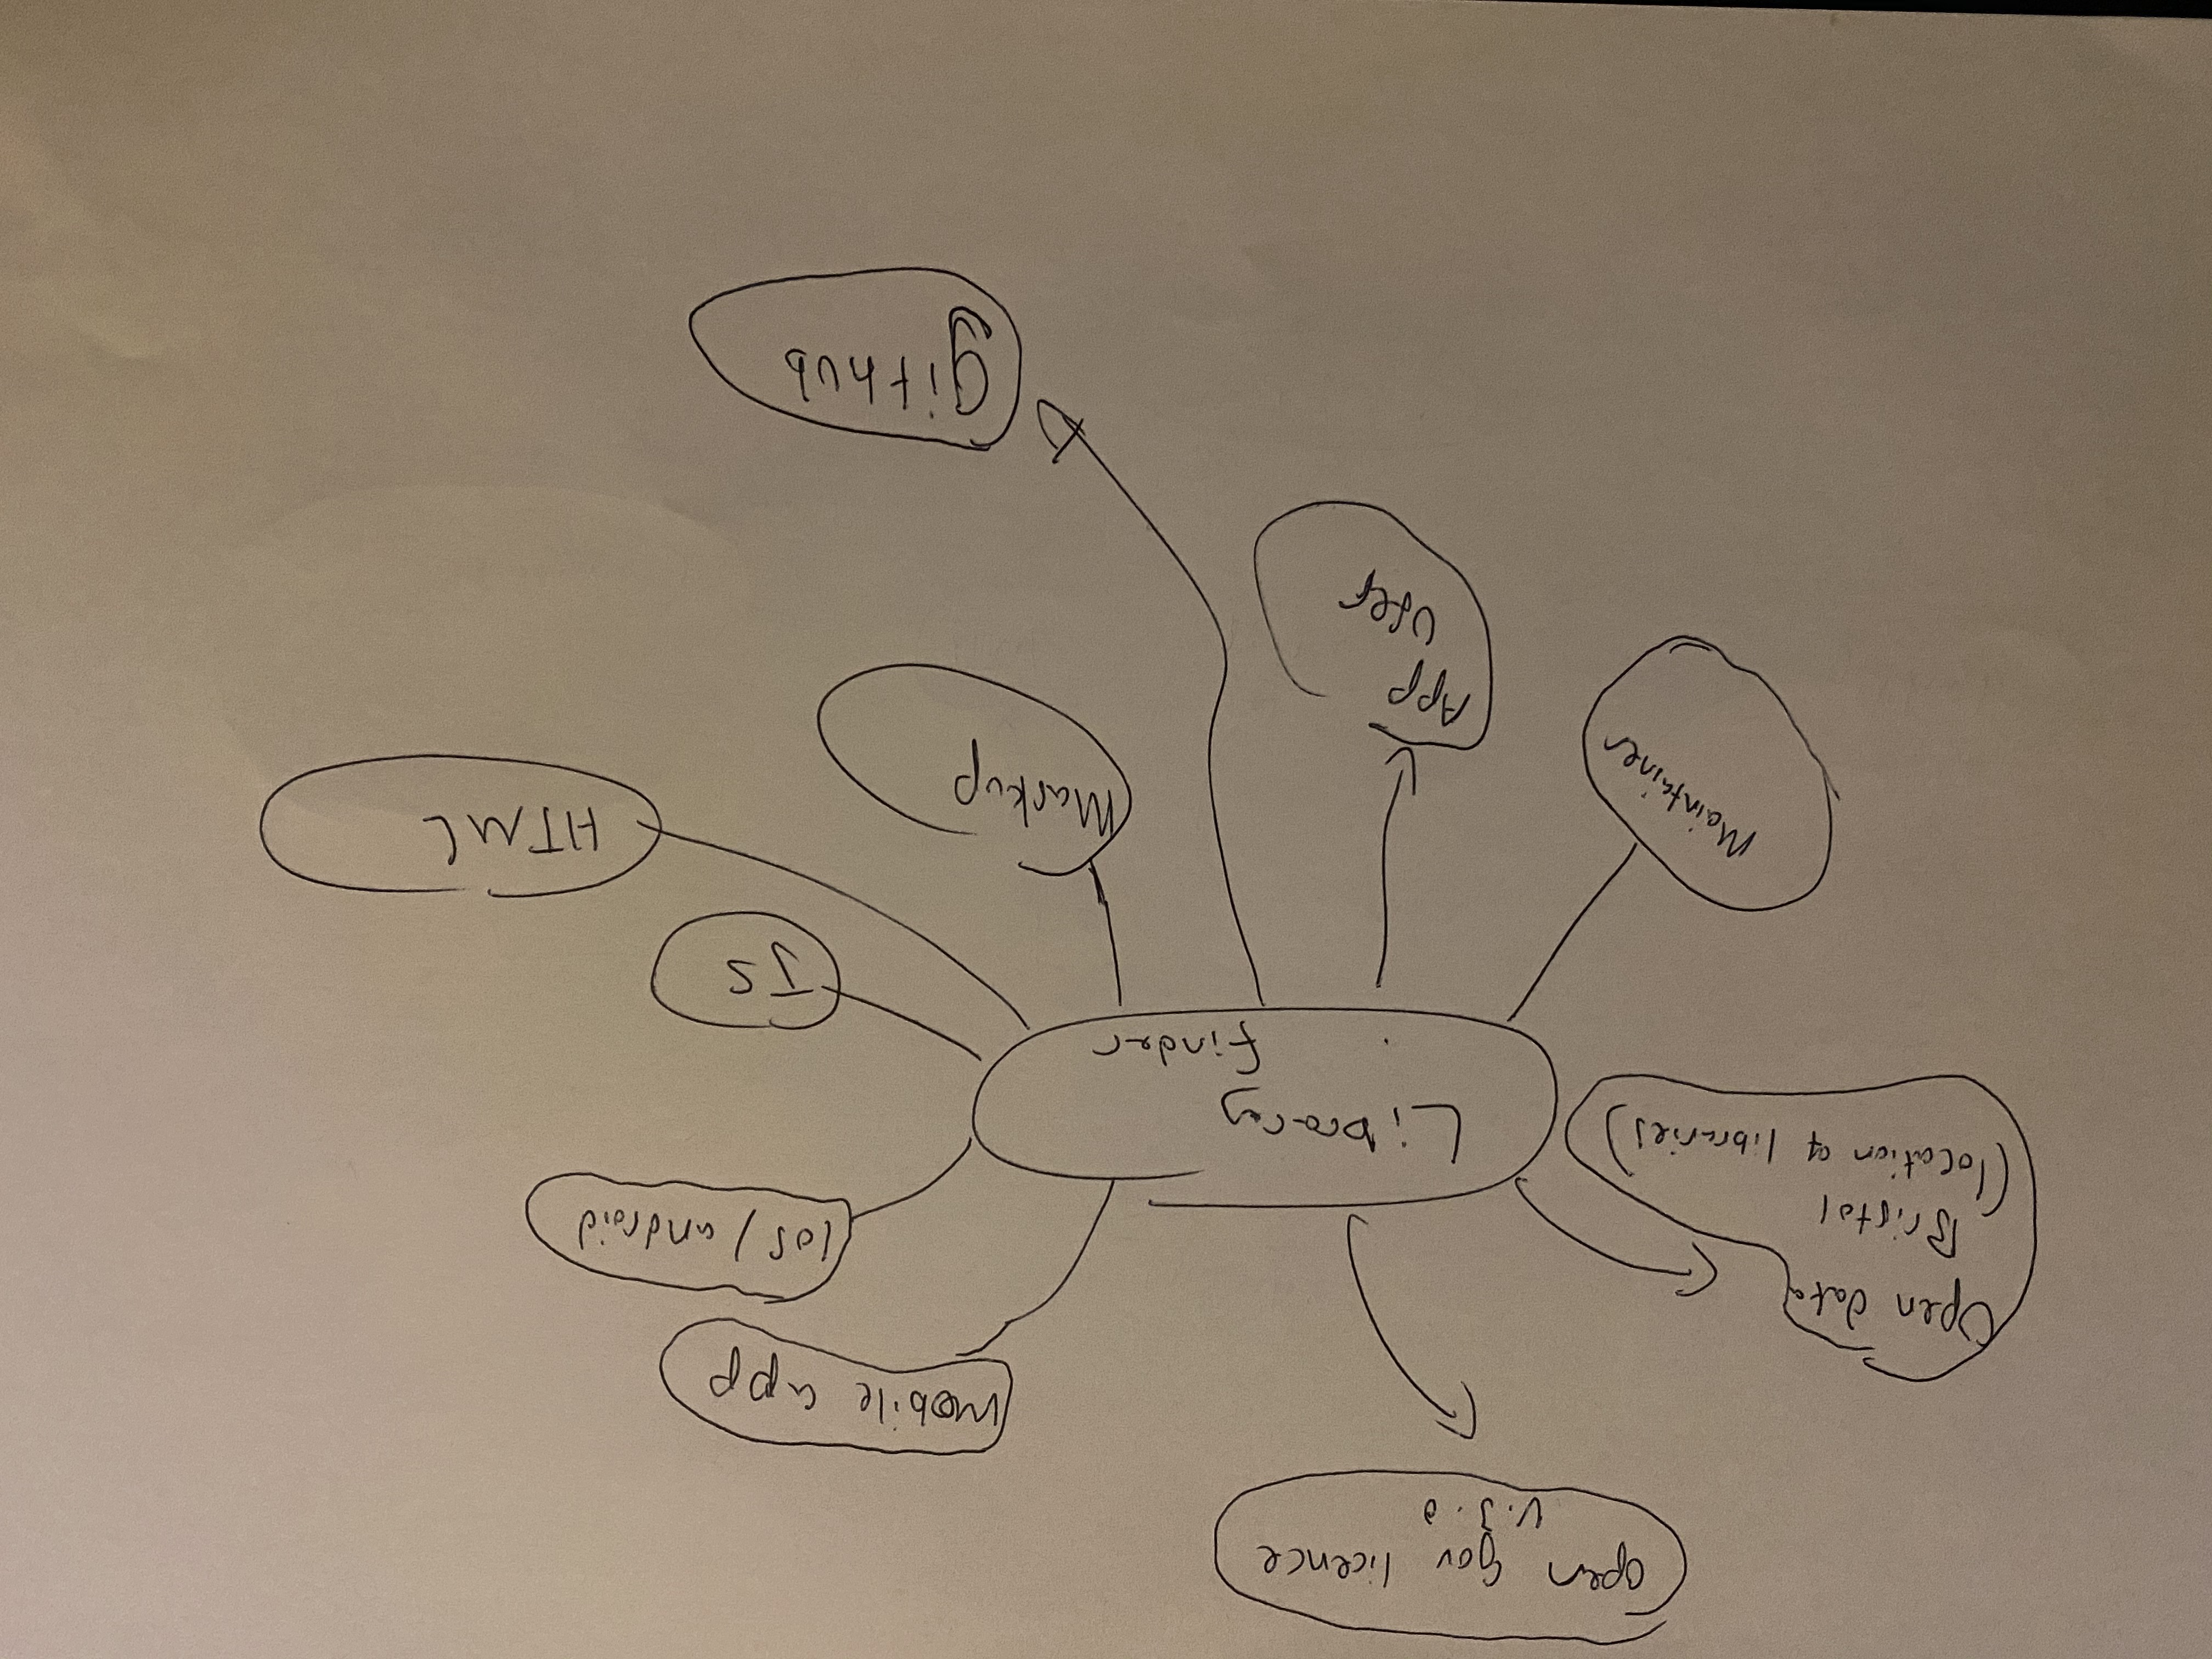 open gov licence
v.3.0
mobile app
ios/android
Open data
Bristol
(location of libraries)
Library
finder
JS
HTML
Markup
Maintainer
App
User
github